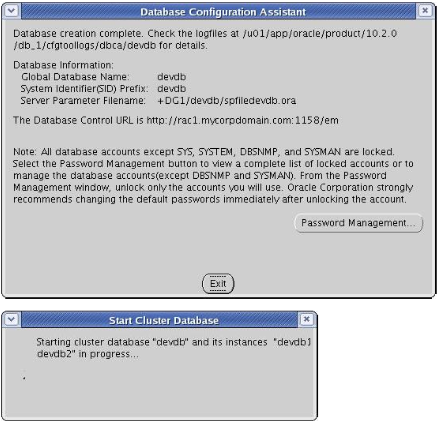 Database Configuration Assistant
Database creation complete. Check the logfiles at /u01/app/oracle/product/10.2.0
/db_1/cfgtoollogs/dbca/devdb for details.
Database Information:
Global Database Name: devdb
System Identifier(SID) Prefix: devdb
Server Parameter Filename: +DG1/devdb/spfiledevdb.ora
The Database Control URL is http://rac1.mycorpdomain.com:1158/em
Note: All database accounts except SYS, SYSTEM, DBSNMP, and SYSMAN are locked.
Select the Password Management button to view a complete list of locked accounts or to
manage the database accounts(except DBSNMP and SYSMAN). From the Password
Management window, unlock only the accounts you will use. Oracle Corporation strongly
recommends changing the default passwords immediately after unlocking the account.
Password Management...
Exit
Start Cluster Database
Starting cluster database "devdb" and its instances "devdb1
devdb2" in progress...